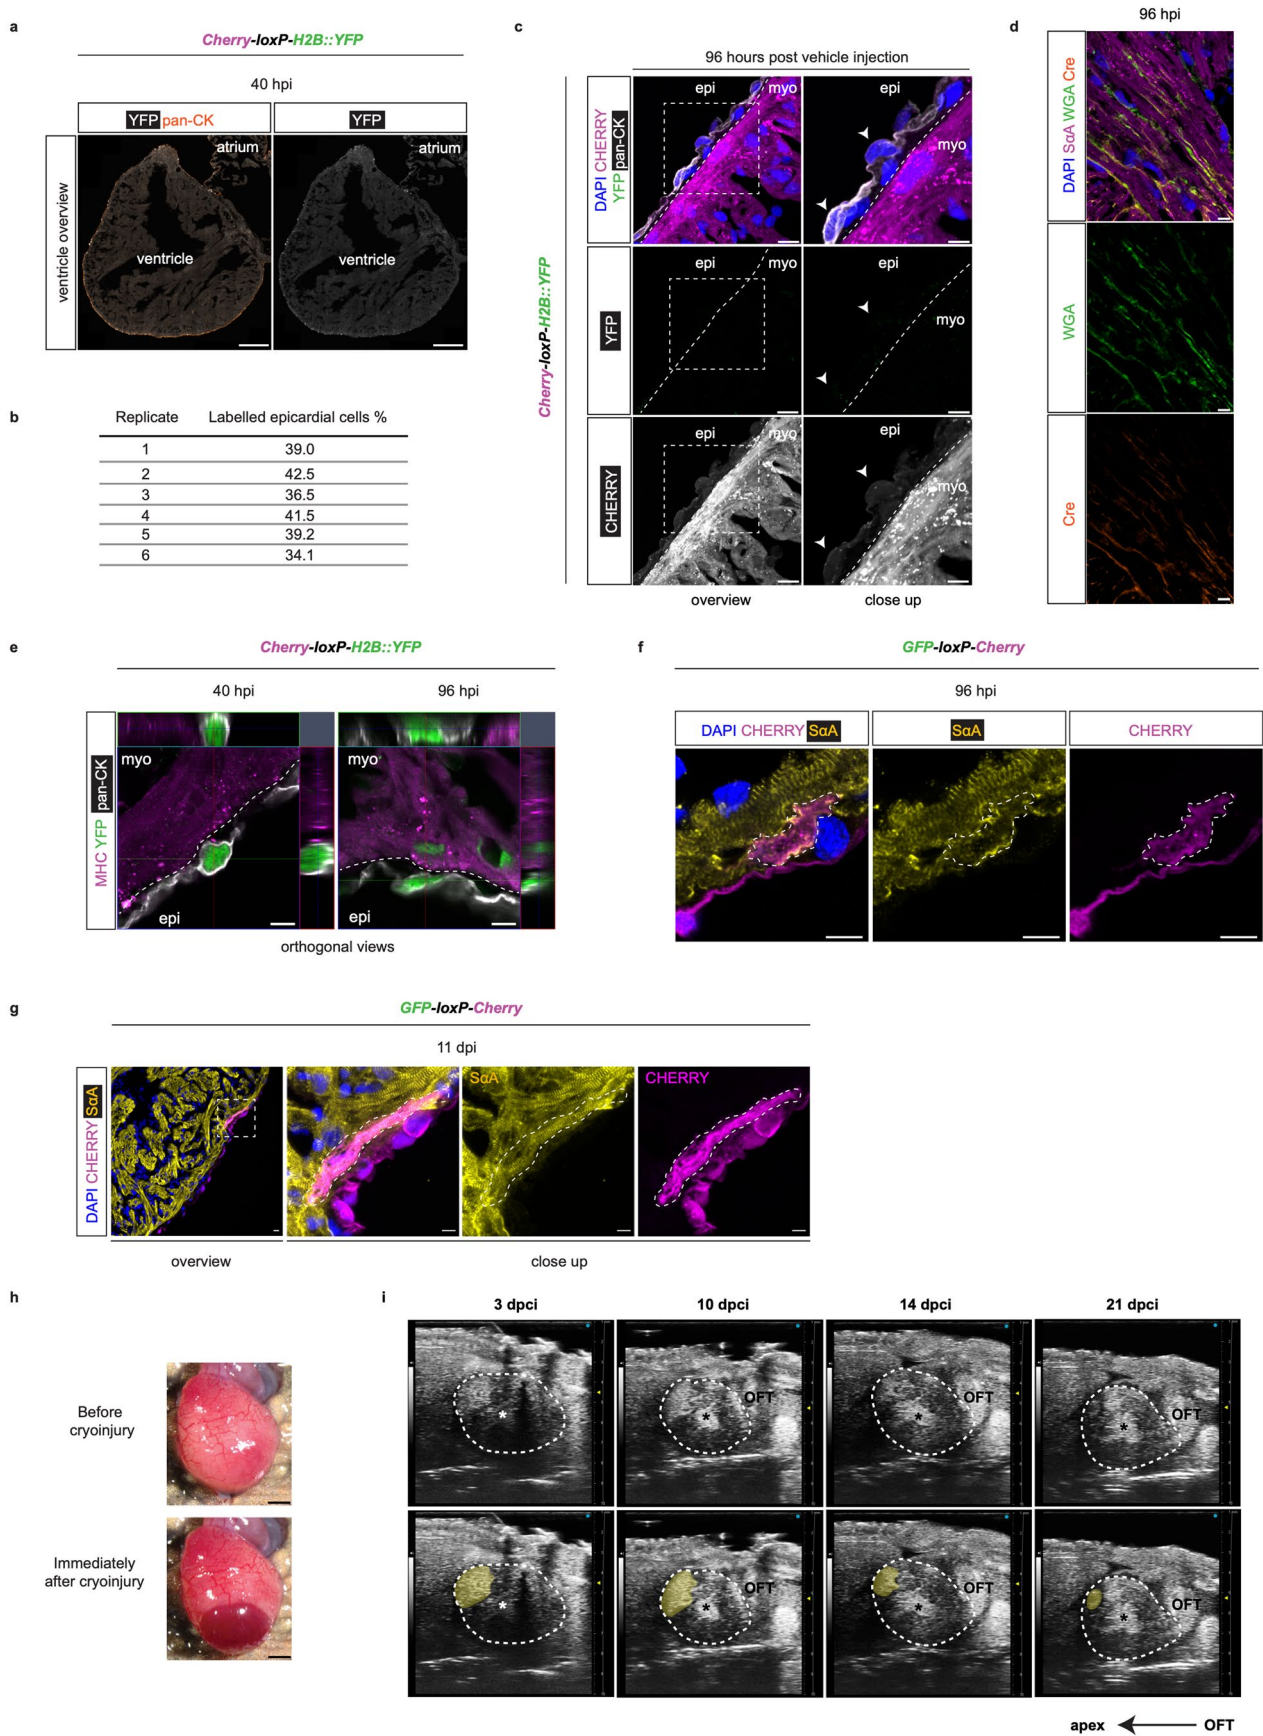 a
Cherry-loxP-H2B::YFP
40 hpi
YFP pan-CK
YFP
ventricle overview
atrium
ventricle
atrium
ventricle
b
Replicate Labelled epicardial cells %
1 39.0
2 42.5
3 36.5
4 41.5
5 39.2
6 34.1
c
96 hours post vehicle injection
Cherry-loxP-H2B::YFP
DAPI CHERRY
YFP pan-CK
epi
myo
epi
myo
YFP
epi
myo
epi
myo
CHERRY
epi
myo
epi
myo
overview
close up
d
96 hpi
DAPI SαA WGA Cre
WGA
Cre
e
Cherry-loxP-H2B::YFP
40 hpi
96 hpi
MHC YFP pan-CK
myo
epi
myo
epi
orthogonal views
f
GFP-loxP-Cherry
96 hpi
DAPI CHERRY SαA
SαA
CHERRY
g
GFP-loxP-Cherry
11 dpi
DAPI CHERRY SαA
SαA
CHERRY
overview
close up
h
Before
cryoinjury
Immediately
after cryoinjury
i
3 dpci
10 dpci
14 dpci
21 dpci
OFT
OFT
OFT
*
*
*
*
OFT
OFT
OFT
*
*
*
*
apex
OFT